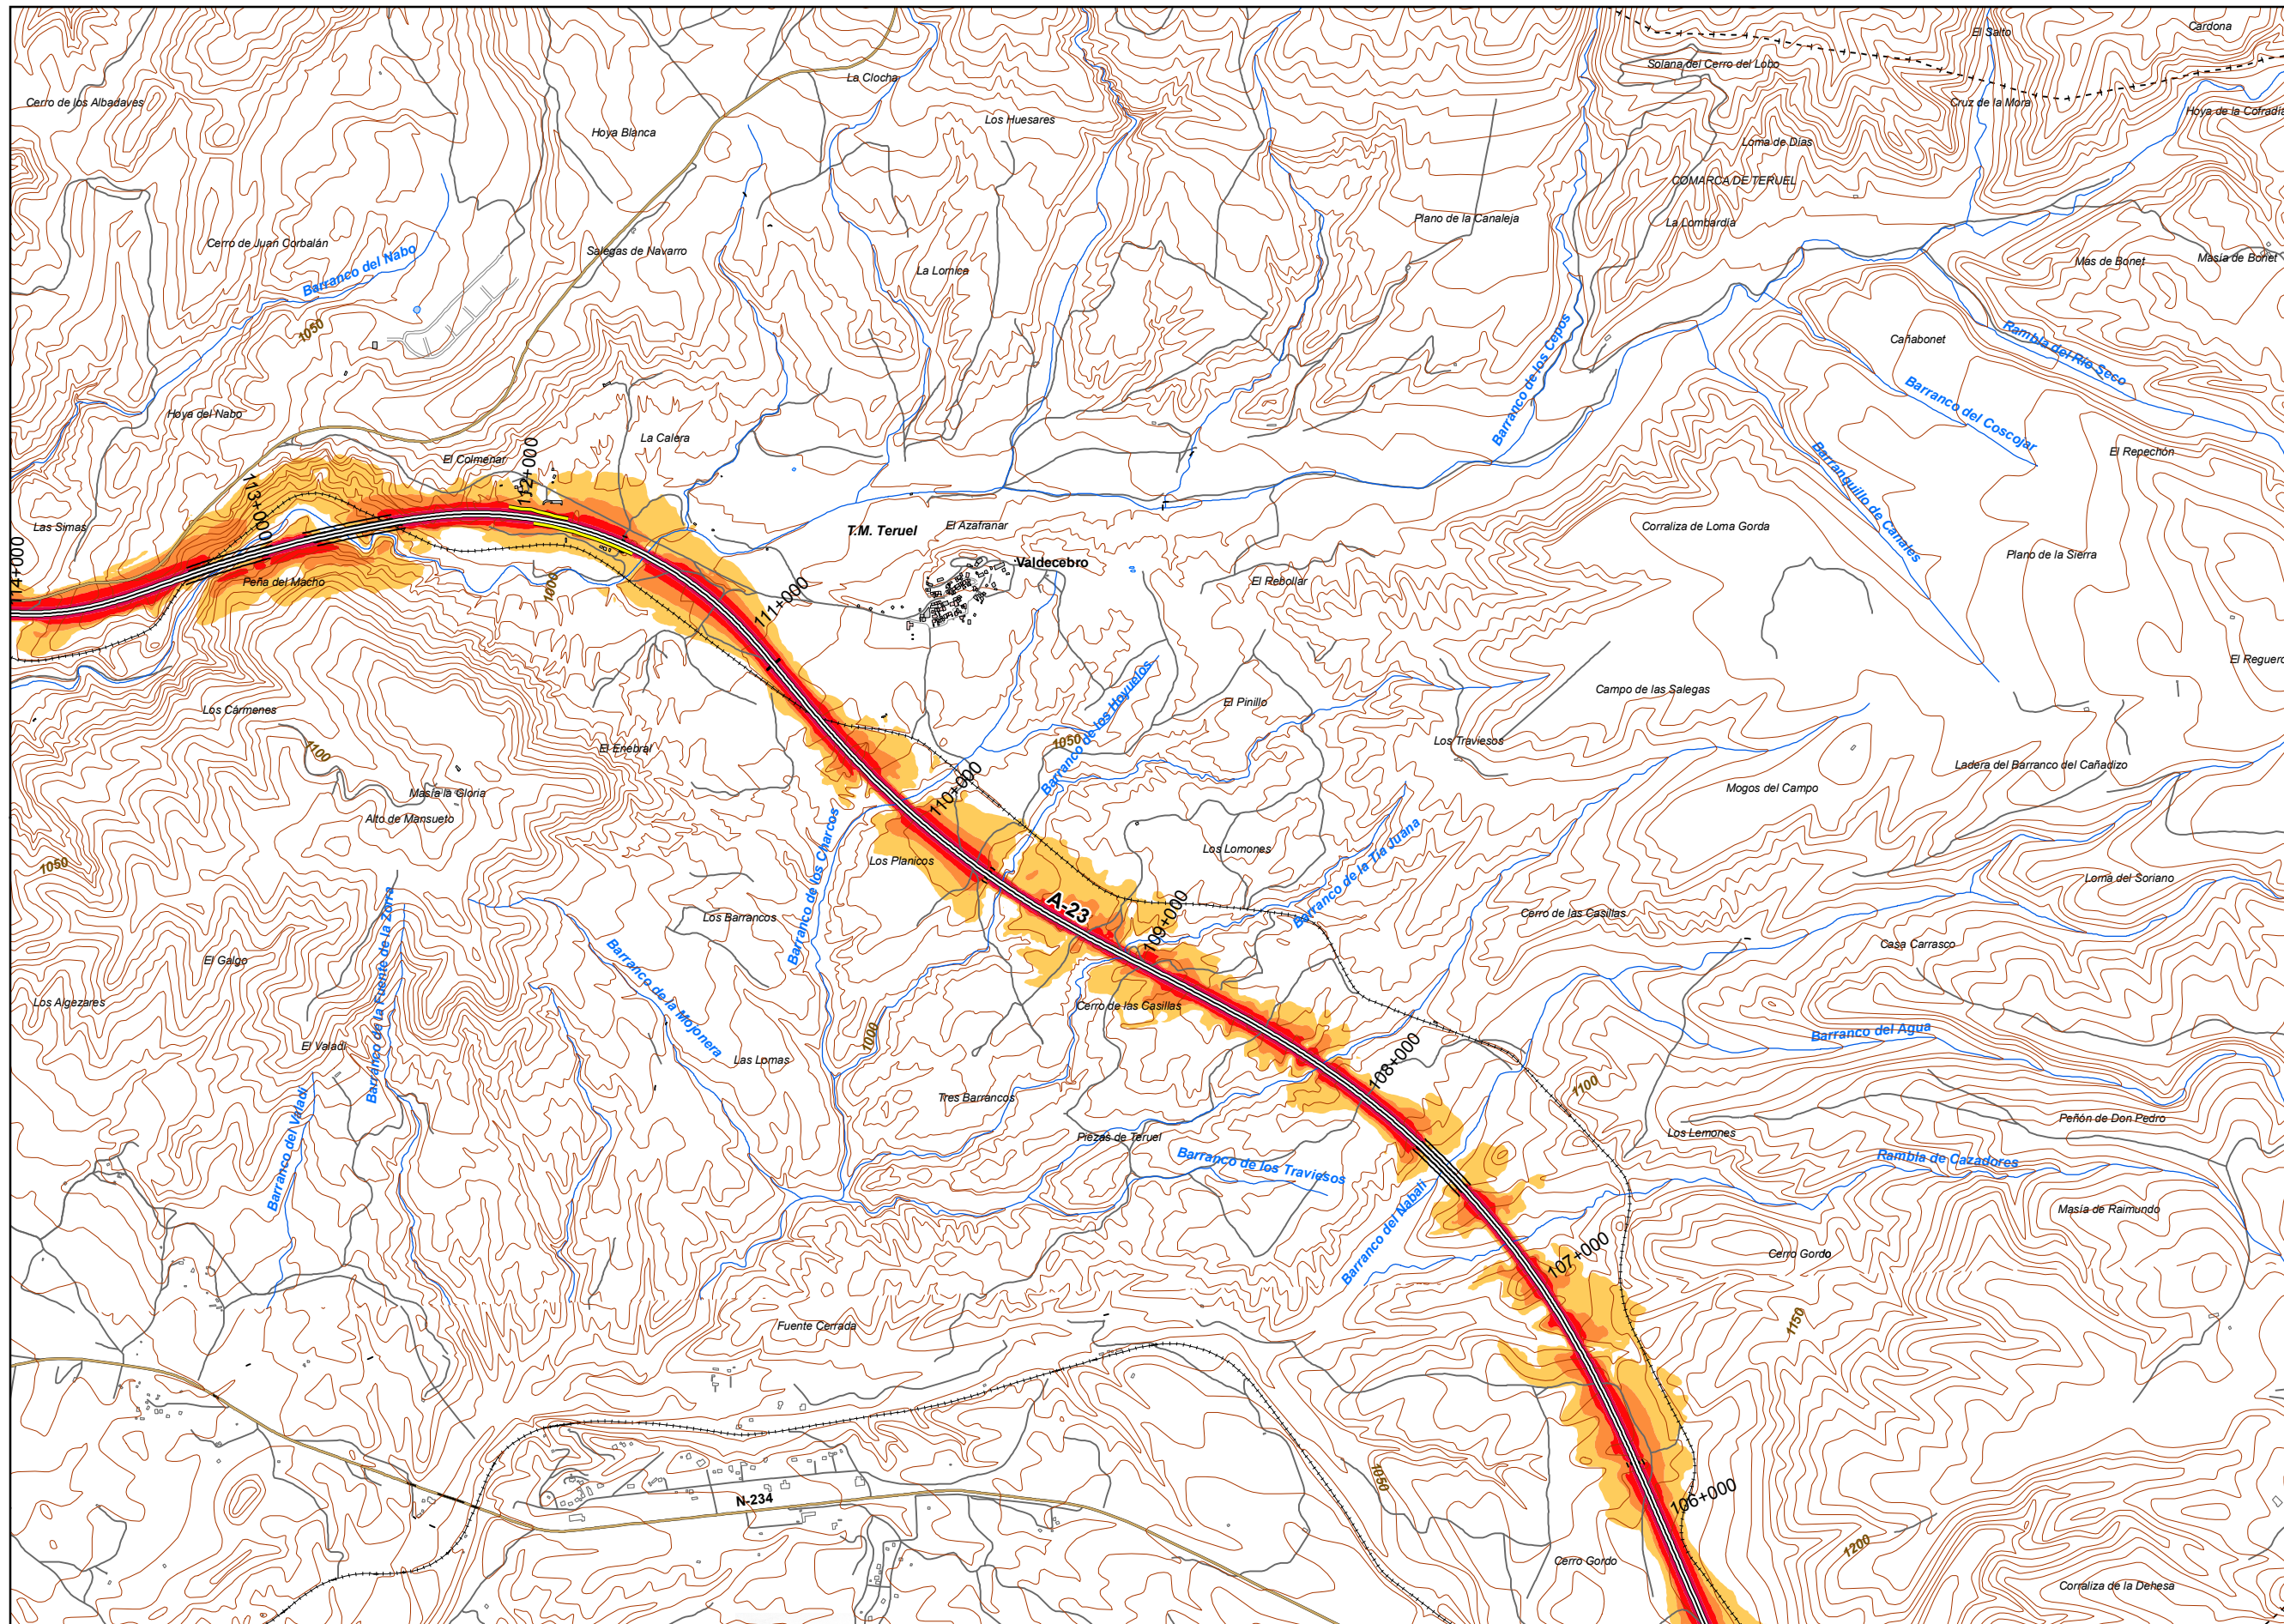 Cardona
El Salto
Solana del Cerro del Lobo
La Clocha
Cerro de los Albadaves
Cruz de la Mora
Hoya de la Cofradía
Los Huesares
Hoya Blanca
Loma de Días
COMARCA DE TERUEL
Plano de la Canaleja
La Lombardía
Cerro de Juan Corbalán
Salegas de Navarro
Barranco del Nabo
La Lomica
Mas de Bonet
Masía de Bonet
1050
Cañabonet
Rambla del Río Seco
Barranco de los Cepos
Barranco del Coscojar
Hoya del Nabo
La Calera
El Colmenar
112+000
El Repechón
Barranquillo de Canales
113+000
Las Simas
T.M. Teruel
El Azafranar
Corraliza de Loma Gorda
Plano de la Sierra
114+000
Valdecebro
Peña del Macho
1000
El Rebollar
111+000
El Reguero
Campo de las Salegas
Los Cármenes
El Pinillo
Barranco de los Hoyuelos
1050
1100
El Enebral
Los Traviesos
Ladera del Barranco del Cañadizo
Masía la Gloria
110+000
Mogos del Campo
Alto de Mansueto
1050
Los Planicos
Los Lomones
Barranco de los Charcos
Barranco de la Tía Juana
Loma del Soriano
A-23
109+000
Los Barrancos
Cerro de las Casillas
Barranco de la Fuente de la Zorra
Casa Carrasco
El Galgo
Barranco de la Mojonera
Los Algezares
Cerro de las Casillas
1000
Barranco del Agua
El Valadí
Las Lomas
108+000
1100
Barranco del Valadí
Tres Barrancos
Peñón de Don Pedro
Piezas de Teruel
Los Lemones
Barranco de los Traviesos
Rambla de Cazadores
Barranco del Nabatí
Masía de Raimundo
107+000
Cerro Gordo
Fuente Cerrada
1150
1050
N-234
106+000
1200
Cerro Gordo
Corraliza de la Dehesa